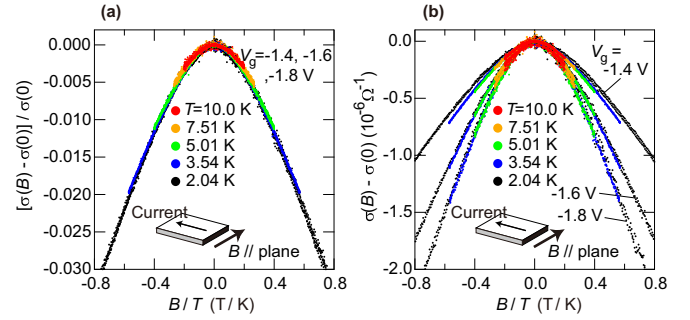 (a)
0.000
-0.005
-0.010
-0.015
-0.020
-0.025
-0.030
[σ(B) -σ(0)] / σ(0)
Vg=-1.4, -1.6
,-1.8 V
T=10.0 K
7.51 K
5.01 K
3.54 K
2.04 K
Current
B // plane
-0.8 -0.4 0.0 0.4 0.8
B / T (T / K)
(b)
0.0
-0.5
-1.0
-1.5
-2.0
σ(B) - σ(0) (10-6Ω-1)
Vg =
-1.4 V
T=10.0 K
7.51 K
5.01 K
3.54 K
2.04 K
-1.6 V
-1.8 V
Current
B // plane
-0.8 -0.4 0.0 0.4 0.8
B / T (T / K)